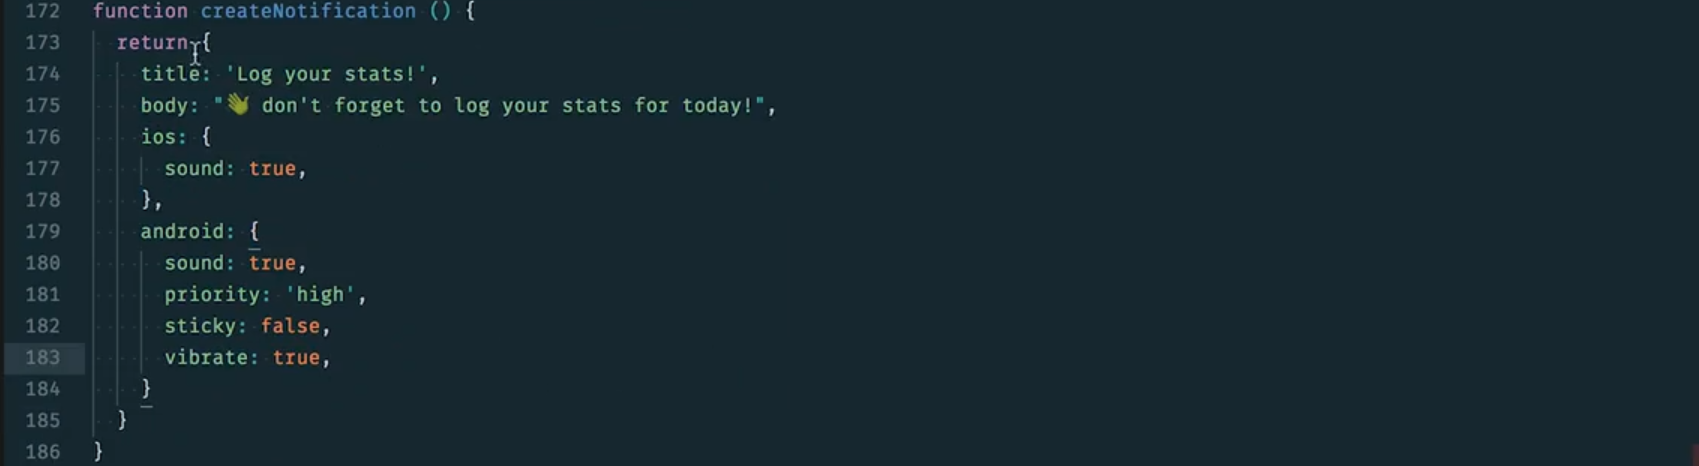 172 function createNotification () {
173 return {
174 title: 'Log your stats!',
175 body: "👋 don't forget to log your stats for today!",
176 ios: {
177 sound: true,
178 },
179 android: {
180 sound: true,
181 priority: 'high',
182 sticky: false,
183 vibrate: true,
184 }
185 }
186 }